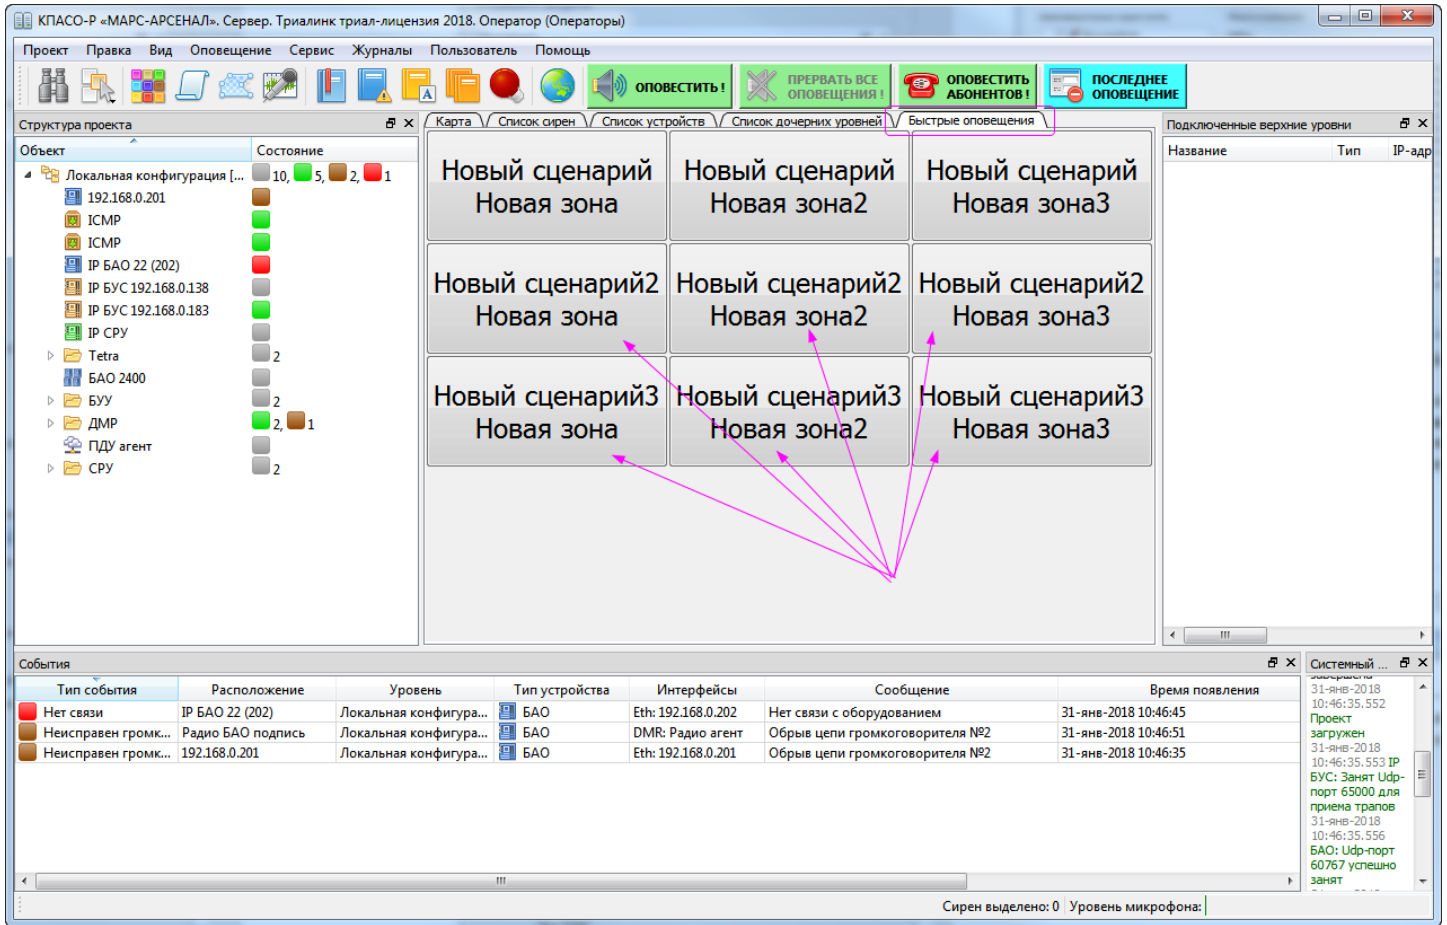 КПАСО-Р «МАРС-АРСЕНАЛ». Сервер. Триалинк триал-лицензия 2018. Оператор (Операторы)
Проект Правка Вид Оповещение Сервис Журналы Пользователь Помощь
ОПОВЕСТИТЬ !
ПРЕРВАТЬ ВСЕ
ОПОВЕЩЕНИЯ !
ОПОВЕСТИТЬ
АБОНЕНТОВ !
ПОСЛЕДНЕЕ
ОПОВЕЩЕНИЕ
Структура проекта
Объект Состояние
Локальная конфигурация [... 10, 5, 2, 1
192.168.0.201
ICMP
ICMP
IP БАО 22 (202)
IP БУС 192.168.0.138
IP БУС 192.168.0.183
IP СРУ
Tetra 2
БАО 2400
БУУ 2
ДМР 2, 1
ПДУ агент
СРУ 2
Карта Список сирен Список устройств Список дочерних уровней Быстрые оповещения
Новый сценарий
Новая зона
Новый сценарий
Новая зона2
Новый сценарий
Новая зона3
Новый сценарий2
Новая зона
Новый сценарий2
Новая зона2
Новый сценарий2
Новая зона3
Новый сценарий3
Новая зона
Новый сценарий3
Новая зона2
Новый сценарий3
Новая зона3
Подключенные верхние уровни
Название Тип IP-адр
События
Тип события Расположение Уровень Тип устройства Интерфейсы Сообщение Время появления
Нет связи IP БАО 22 (202) Локальная конфигура... БАО Eth: 192.168.0.202 Нет связи с оборудованием 31-янв-2018 10:46:45
Неисправен громк... Радио БАО подпись Локальная конфигура... БАО DMR: Радио агент Обрыв цепи громкоговорителя №2 31-янв-2018 10:46:51
Неисправен громк... 192.168.0.201 Локальная конфигура... БАО Eth: 192.168.0.201 Обрыв цепи громкоговорителя №2 31-янв-2018 10:46:35
Системный ...
завершена
31-янв-2018
10:46:35.552
Проект
загружен
31-янв-2018
10:46:35.553 IP
БУС: Занят Udp-
порт 65000 для
приема трапов
31-янв-2018
10:46:35.556
БАО: Udp-порт
60767 успешно
занят
Сирен выделено: 0 Уровень микрофона: